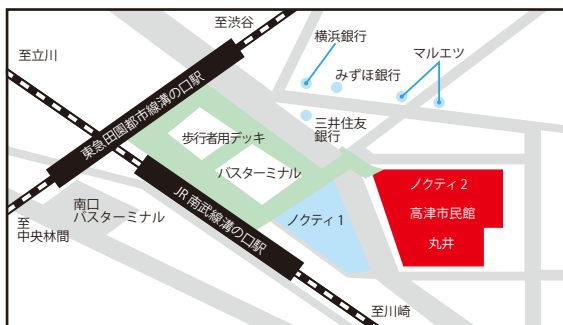 至渋谷
至立川
横浜銀行
マルエツ
みずほ銀行
三井住友
銀行
東急田園都市線溝の口駅
歩行者用デッキ
バスターミナル
JR南武線溝の口駅
南口
バスターミナル
至
中央林間
ノクティ1
ノクティ2
高津市民館
丸井
至川崎